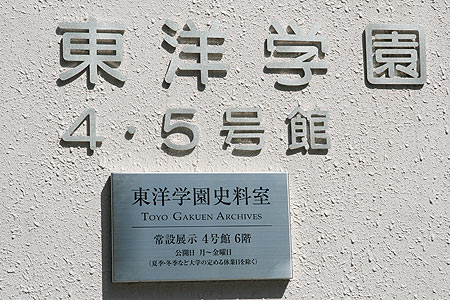 東洋学園
4・5号館
東洋学園史料室
TOYO GAKUEN ARCHIVES
常設展示 4号館 6階
公開日 月～金曜日
(夏季・冬季など大学の定める休業日を除く)